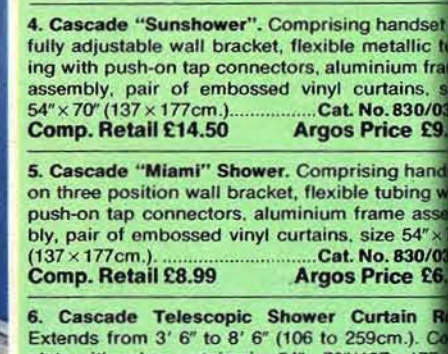 4. Cascade "Sunshower". Comprising handset
fully adjustable wall bracket, flexible metallic
ing with push-on tap connectors, aluminium
assembly, pair of embossed vinyl curtains,
54" × 70" (137 × 177cm.)................Cat. No. 830/0
Comp. Retail £14.50 Argos Price £9.
5. Cascade "Miami" Shower. Comprising
on three position wall bracket, flexible tubing
push-on tap connectors. aluminium frame
bly, pair of embossed vinyl curtains, size 54" ×
(137 × 177cm.). ...........................Cat. No. 830/0
Comp. Retail £8.99 Argos Price £6.
6. Cascade Telescopic Shower Curtain
Extends from 3' 6" to 8' 6" (106 to 259cm.).